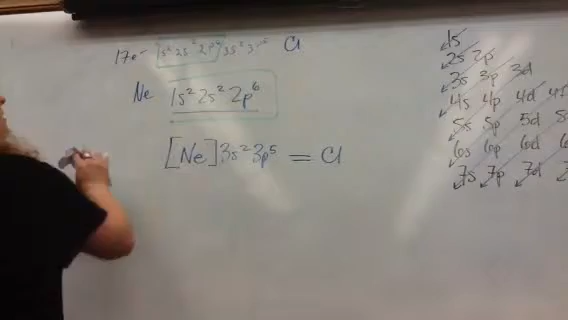 17e- 1s² 2s² 2p⁶ 3s² 3p⁵ Cl
Ne 1s² 2s² 2p⁶
[Ne] 3s² 3p⁵ = Cl
1s
2s 2p
3s 3p 3d
4s 4p 4d 4f
5s 5p 5d
6s 6p 6d
7s 7p 7d